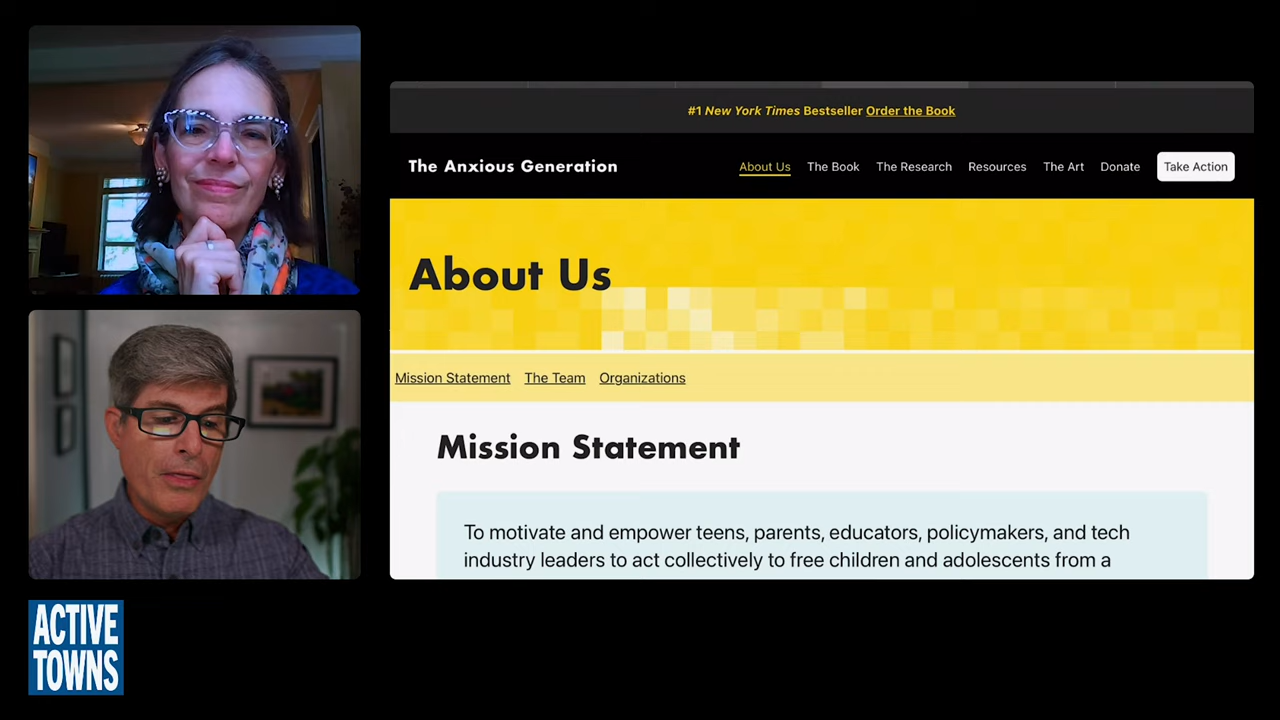 #1 New York Times Bestseller Order the Book
The Anxious Generation
About Us The Book The Research Resources The Art Donate Take Action
About Us
Mission Statement The Team Organizations
Mission Statement
To motivate and empower teens, parents, educators, policymakers, and tech
industry leaders to act collectively to free children and adolescents from a
ACTIVE
TOWNS